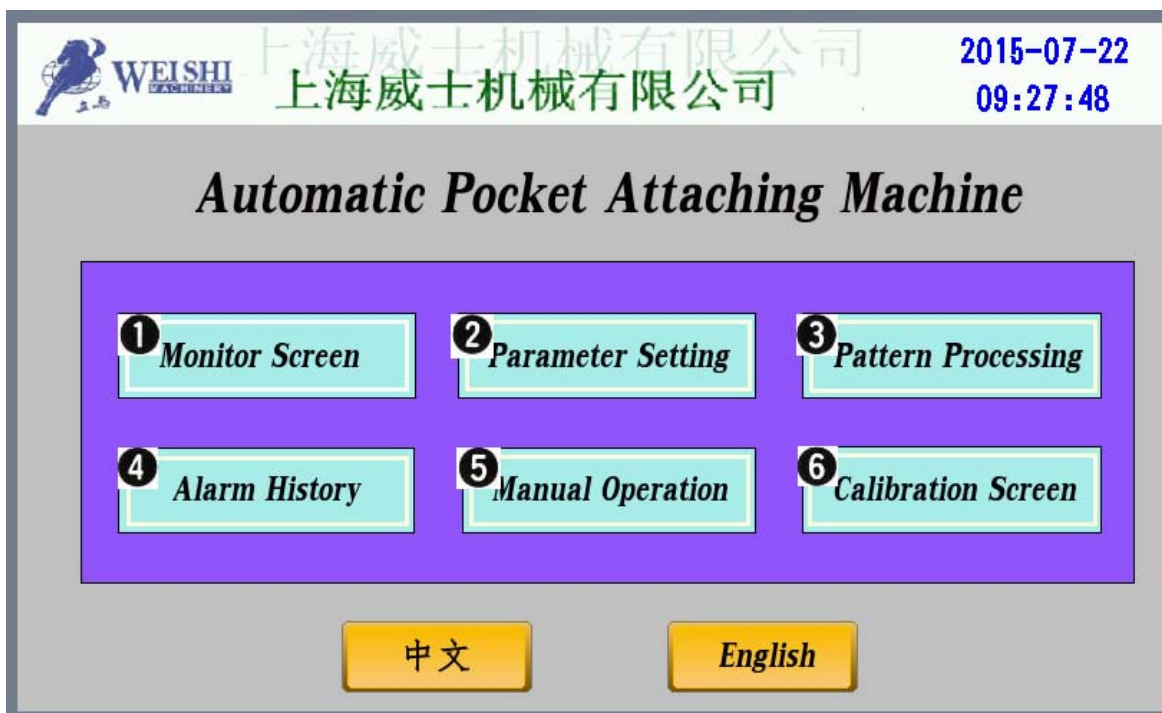 WEISHI
MACHINERY
立马
上海威士机械有限公司
上海威士机械有限公司
2015-07-22
09:27:48
Automatic Pocket Attaching Machine
1 Monitor Screen
2 Parameter Setting
3 Pattern Processing
4 Alarm History
5 Manual Operation
6 Calibration Screen
中文
English